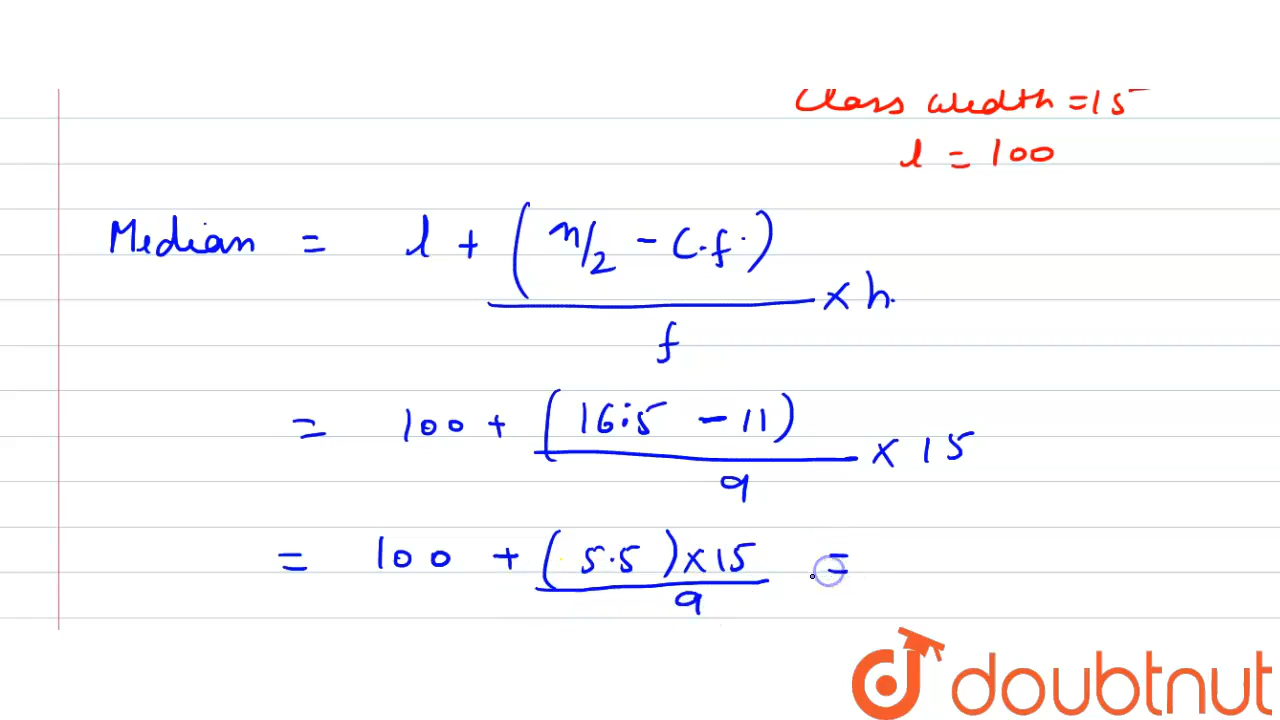 Class width = 15
l = 100
Median = l + (n/2 - C.f.)/f × h
= 100 + (16.5 - 11)/9 × 15
= 100 + (5.5) × 15/9 =
doubtnut